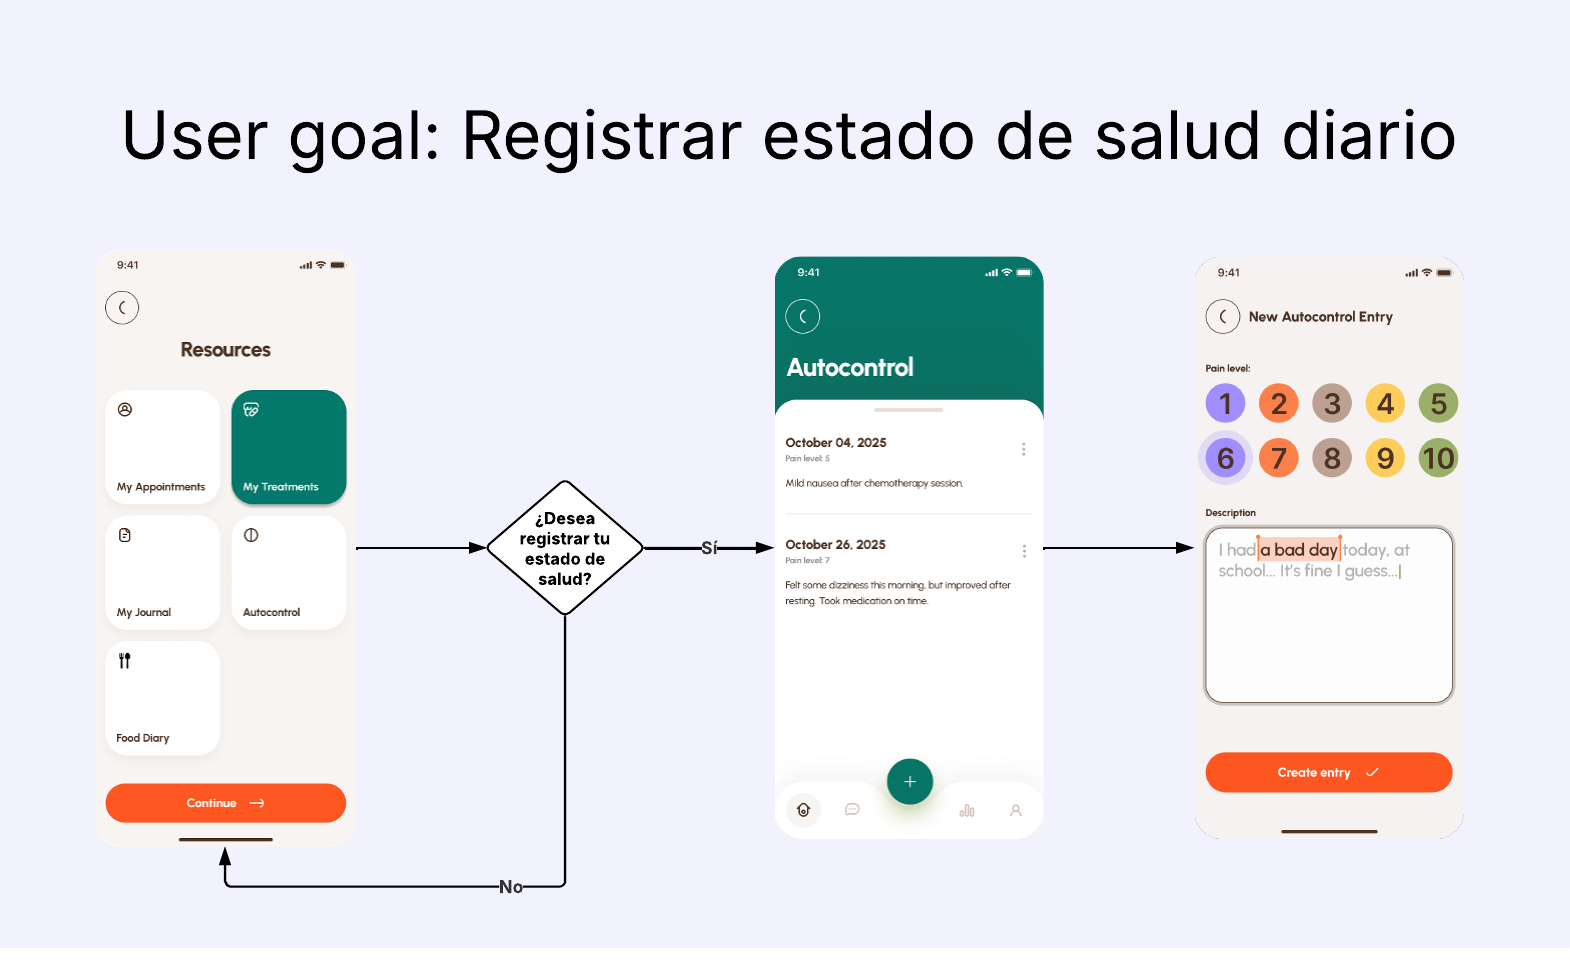 User goal: Registrar estado de salud diario
9:41
Resources
My Appointments
My Treatments
My Journal
Autocontrol
Food Diary
Continue
¿Desea
registrar tu
estado de
salud?
Sí
No
9:41
Autocontrol
October 04, 2025
Pain level: 5
Mild nausea after chemotherapy session.
October 26, 2025
Pain level: 7
Felt some dizziness this morning, but improved after
resting. Took medication on time.
9:41
New Autocontrol Entry
Pain level:
1 2 3 4 5
6 7 8 9 10
Description
I had a bad day today, at
school... It's fine I guess...
Create entry